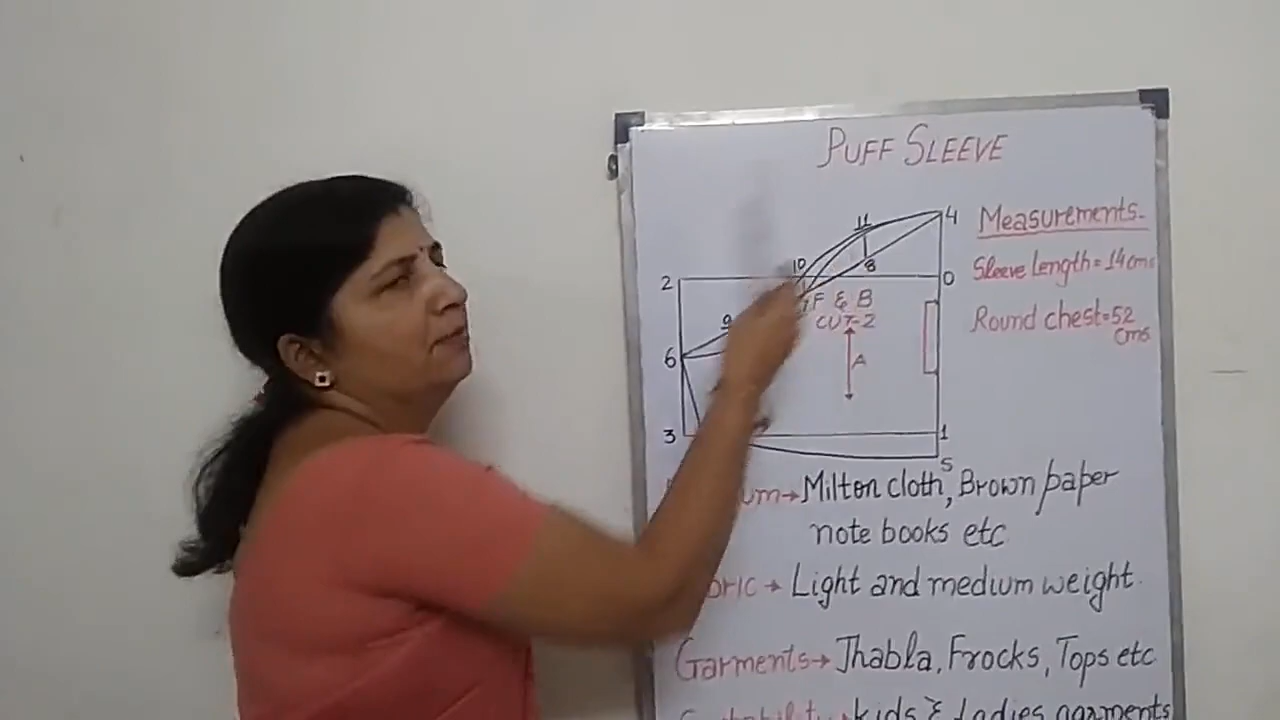 PUFF SLEEVE
11
4
Measurements-
10
8
2
0
Sleeve length = 14 cms
F & B
9
CUT-2
Round chest = 52
cms
6
A
3
1
5
Milton cloth, Brown paper
note books etc
Light and medium weight.
Garments → Jhabla, Frocks, Tops etc
kids & Ladies garments